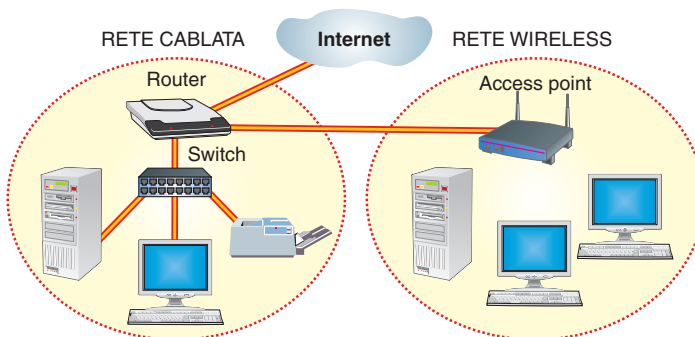 RETE CABLATA
Internet
RETE WIRELESS
Router
Access point
Switch